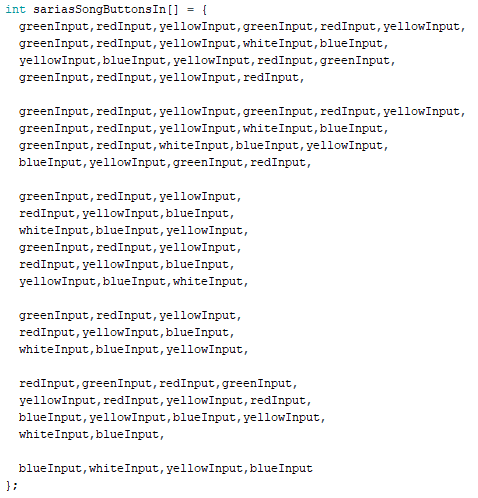 int sariasSongButtonsIn[] = {
greenInput,redInput,yellowInput,greenInput,redInput,yellowInput,
greenInput,redInput,yellowInput,whiteInput,blueInput,
yellowInput,blueInput,yellowInput,redInput,greenInput,
greenInput,redInput,yellowInput,redInput,

greenInput,redInput,yellowInput,greenInput,redInput,yellowInput,
greenInput,redInput,yellowInput,whiteInput,blueInput,
greenInput,redInput,whiteInput,blueInput,yellowInput,
blueInput,yellowInput,greenInput,redInput,

greenInput,redInput,yellowInput,
redInput,yellowInput,blueInput,
whiteInput,blueInput,yellowInput,
greenInput,redInput,yellowInput,
redInput,yellowInput,blueInput,
yellowInput,blueInput,whiteInput,

greenInput,redInput,yellowInput,
redInput,yellowInput,blueInput,
whiteInput,blueInput,yellowInput,

redInput,greenInput,redInput,greenInput,
yellowInput,redInput,yellowInput,redInput,
blueInput,yellowInput,blueInput,yellowInput,
whiteInput,blueInput,

blueInput,whiteInput,yellowInput,blueInput
};